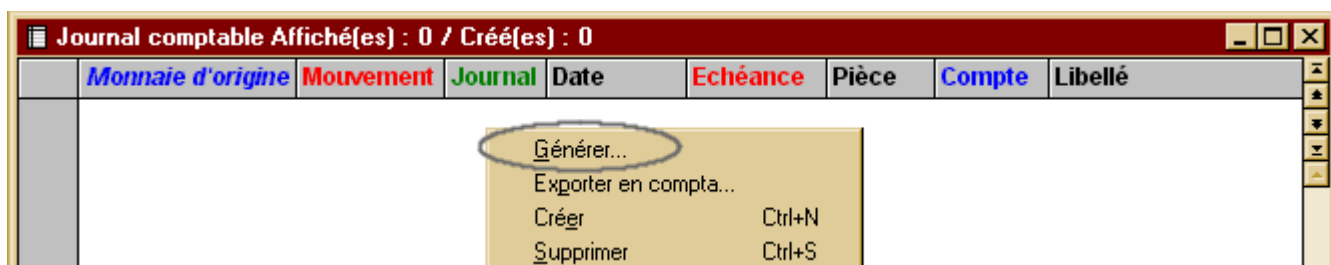 Journal comptable Affiché(es) : 0 / Créé(es) : 0
Monnaie d'origine Mouvement Journal Date Echéance Pièce Compte Libellé
Générer...
Exporter en compta...
Créer Ctrl+N
Supprimer Ctrl+S